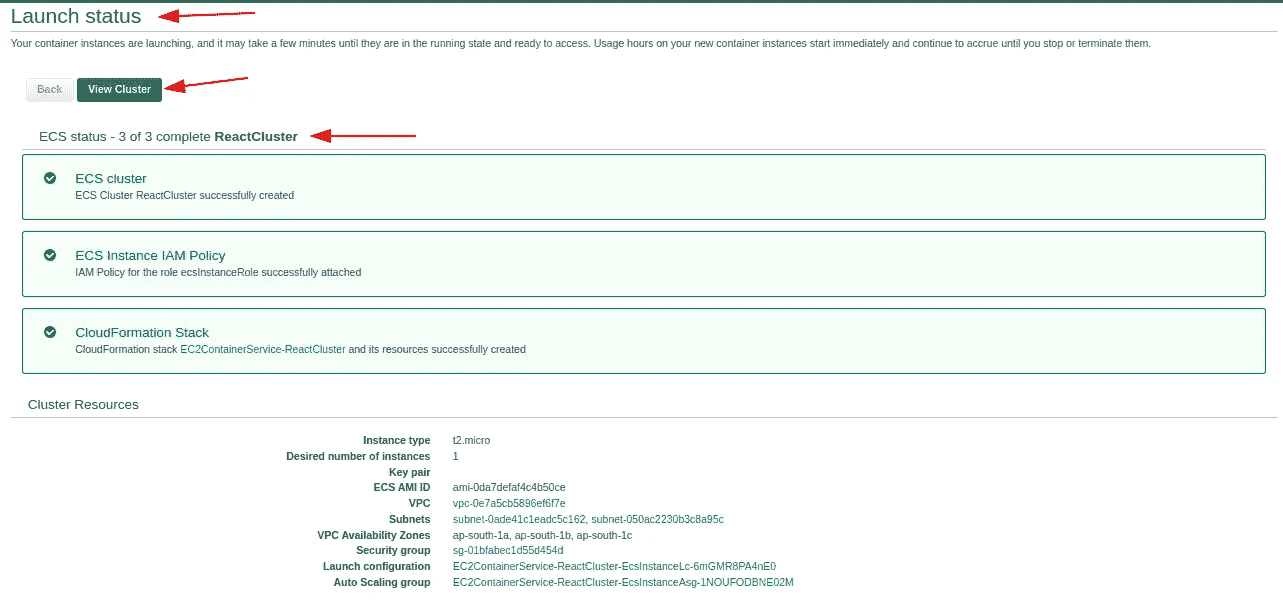 Launch status
Your container instances are launching, and it may take a few minutes until they are in the running state and ready to access. Usage hours on your new container instances start immediately and continue to accrue until you stop or terminate them.
Back View Cluster
ECS status - 3 of 3 complete ReactCluster
ECS cluster
ECS Cluster ReactCluster successfully created
ECS Instance IAM Policy
IAM Policy for the role ecsInstanceRole successfully attached
CloudFormation Stack
CloudFormation stack EC2ContainerService-ReactCluster and its resources successfully created
Cluster Resources
Instance type t2.micro
Desired number of instances 1
Key pair
ECS AMI ID ami-0da7defaf4c4b50ce
VPC vpc-0e7a5cb5896ef6f7e
Subnets subnet-0ade41c1eadc5c162, subnet-050ac2230b3c8a95c
VPC Availability Zones ap-south-1a, ap-south-1b, ap-south-1c
Security group sg-01bfabec1d55d454d
Launch configuration EC2ContainerService-ReactCluster-EcsInstanceLc-6mGMR8PA4nE0
Auto Scaling group EC2ContainerService-ReactCluster-EcsInstanceAsg-1NOUFODBNE02M